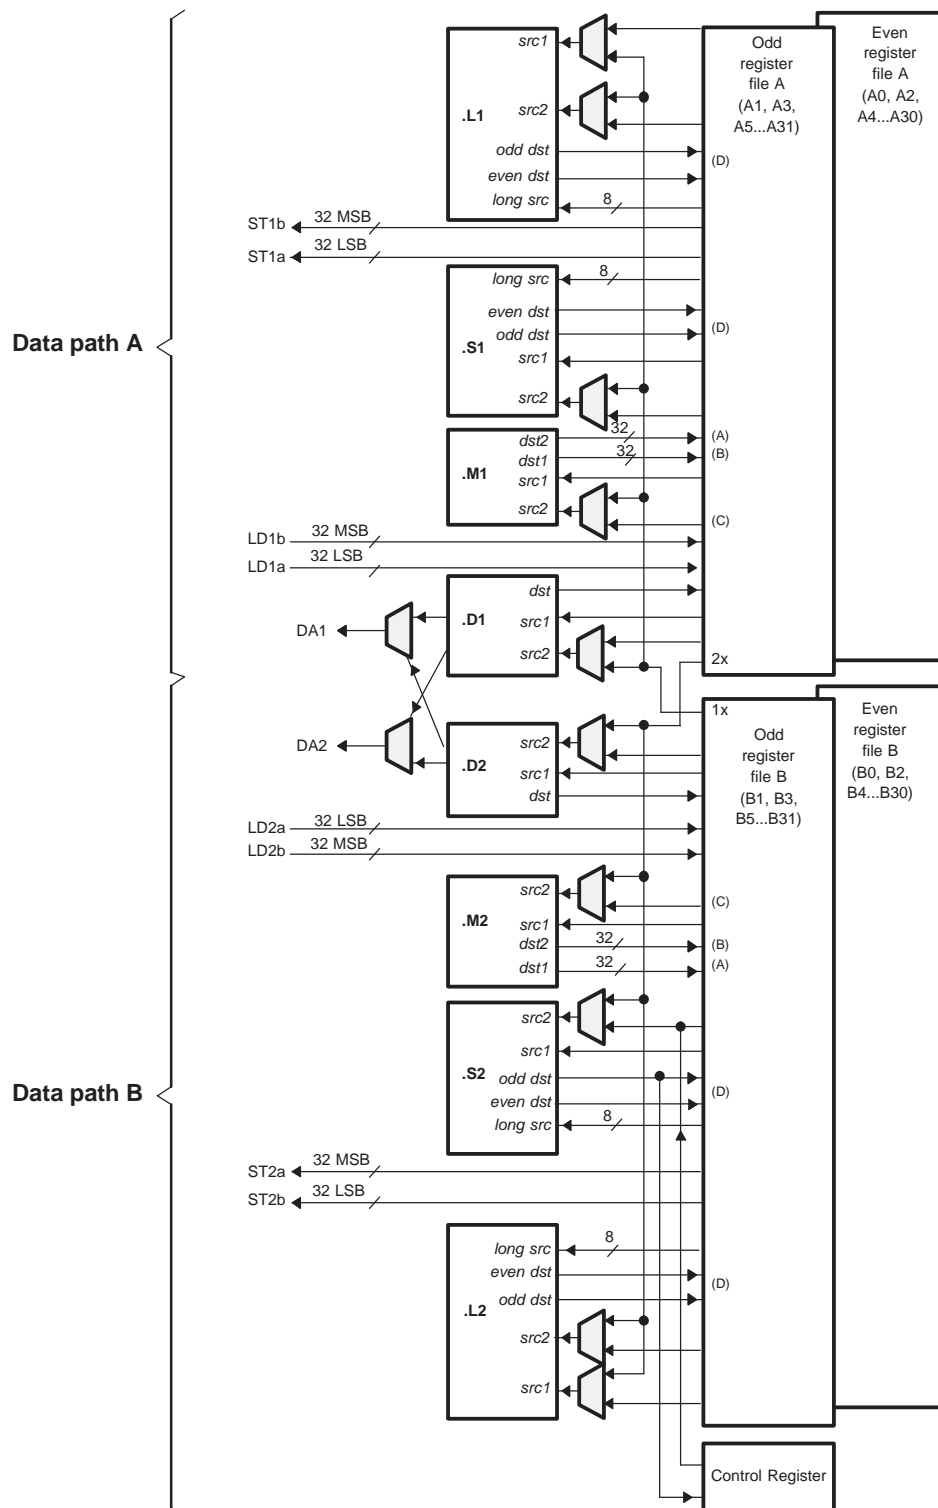 Even
register
file A
(A0, A2,
A4...A30)
Odd
register
file A
(A1, A3,
A5...A31)
src1
.L1
src2
odd dst
(D)
even dst
long src
8
ST1b
32 MSB
ST1a
32 LSB
long src
8
even dst
odd dst
(D)
Data path A
.S1
src1
src2
dst2
32
(A)
dst1
32
(B)
.M1
src1
src2
(C)
LD1b
32 MSB
LD1a
32 LSB
dst
.D1
src1
DA1
src2
2x
1x
Even
register
file B
(B0, B2,
B4...B30)
Odd
register
file B
(B1, B3,
B5...B31)
DA2
src2
.D2
src1
dst
LD2a
32 LSB
LD2b
32 MSB
src2
(C)
.M2
src1
dst2
32
(B)
dst1
32
(A)
src2
src1
.S2
odd dst
(D)
Data path B
even dst
long src
8
ST2a
32 MSB
ST2b
32 LSB
long src
8
even dst
(D)
odd dst
.L2
src2
src1
Control Register